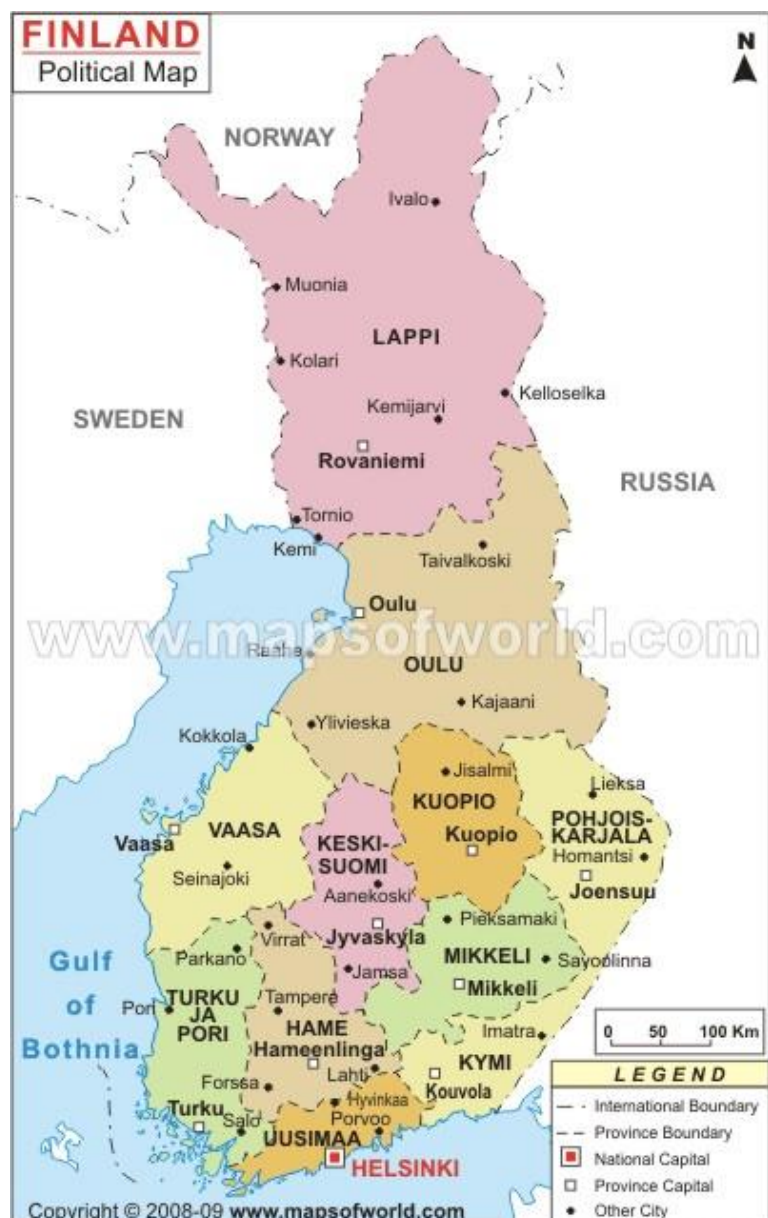 FINLAND
Political Map
N
NORWAY
Ivalo
Muonia
LAPPI
Kolari
Kelloselka
SWEDEN
Kemijarvi
Rovaniemi
RUSSIA
Tornio
Kemi
Taivalkoski
Oulu
www.mapsofworld.com
Raahe
OULU
Kajaani
Ylivieska
Kokkola
Jisalmi
Lieksa
KUOPIO
POHJOIS-
KARJALA
VAASA
Vaasa
Kuopio
KESKI-
SUOMI
Homantsi
Seinajoki
Aanekoski
Joensuu
Pieksamaki
Virrat
Jyvaskyla
Parkano
MIKKELI
Savoolinna
Gulf
of
Bothnia
Jamsa
Mikkeli
TURKU
JA
PORI
Pori
Tampere
HAME
Hameenlinga
Imatra
0 50 100 Km
KYMI
Lahti
Kouvola
Forssa
Hyvinkaa
Turku
Salo
Porvoo
UUSIMAA
HELSINKI
LEGEND
International Boundary
Province Boundary
National Capital
Province Capital
Other City
Copyright © 2008-09 www.mapsofworld.com